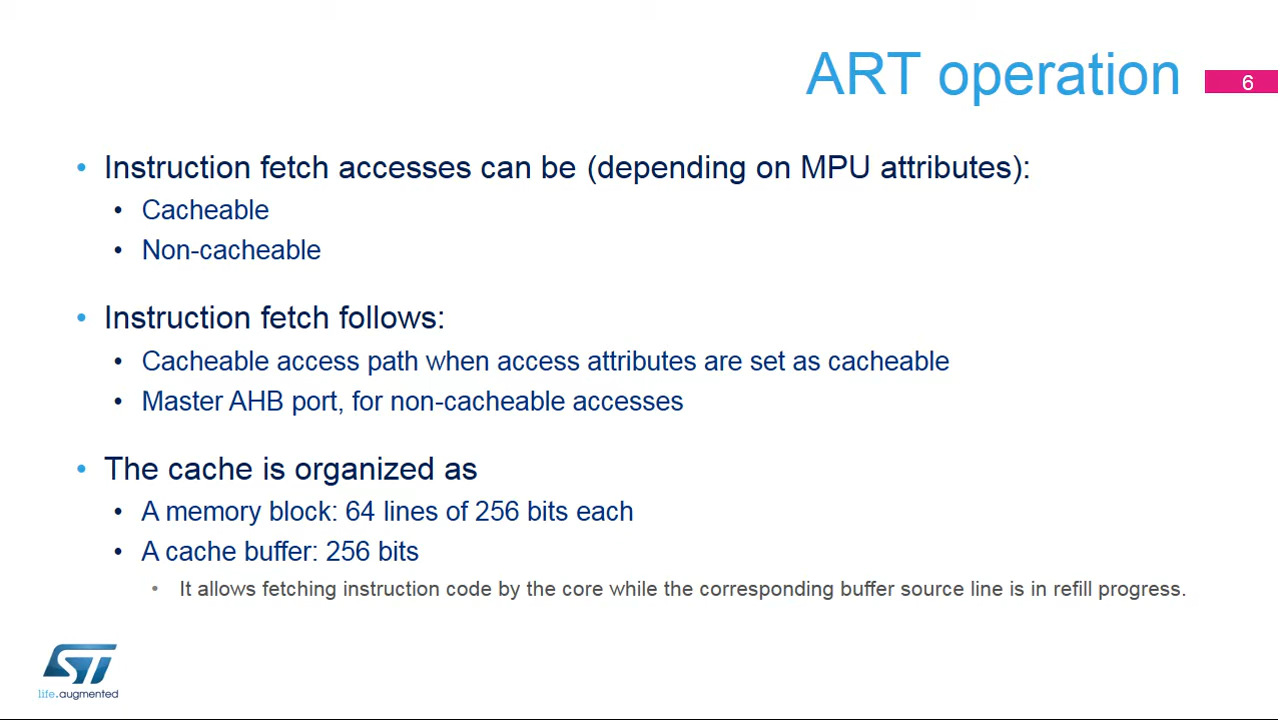 ART operation
6
• Instruction fetch accesses can be (depending on MPU attributes):
• Cacheable
• Non-cacheable
• Instruction fetch follows:
• Cacheable access path when access attributes are set as cacheable
• Master AHB port, for non-cacheable accesses
• The cache is organized as
• A memory block: 64 lines of 256 bits each
• A cache buffer: 256 bits
• It allows fetching instruction code by the core while the corresponding buffer source line is in refill progress.
ST
life.augmented